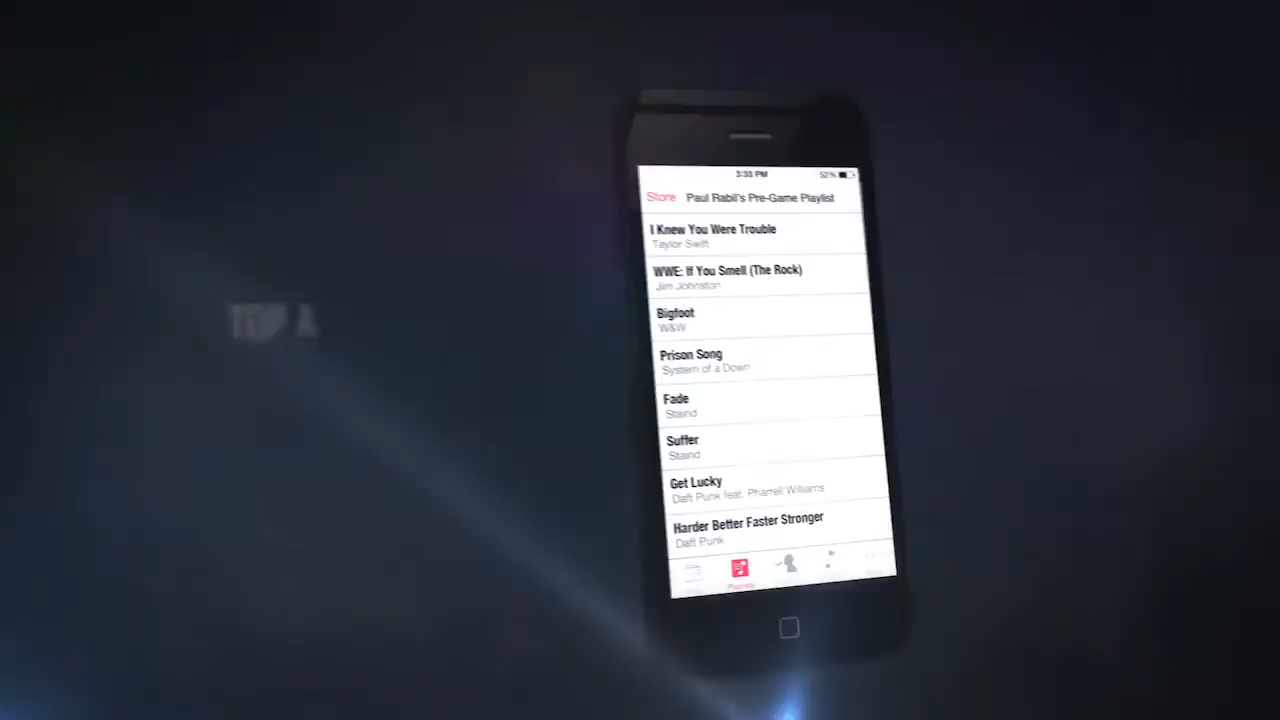 TOP A
3:33 PM 52%
Store Paul Rabil's Pre-Game Playlist
I Knew You Were Trouble
Taylor Swift
WWE: If You Smell (The Rock)
Jim Johnston
Bigfoot
W&W
Prison Song
System of a Down
Fade
Staind
Suffer
Staind
Get Lucky
Daft Punk feat. Pharrell Williams
Harder Better Faster Stronger
Daft Punk